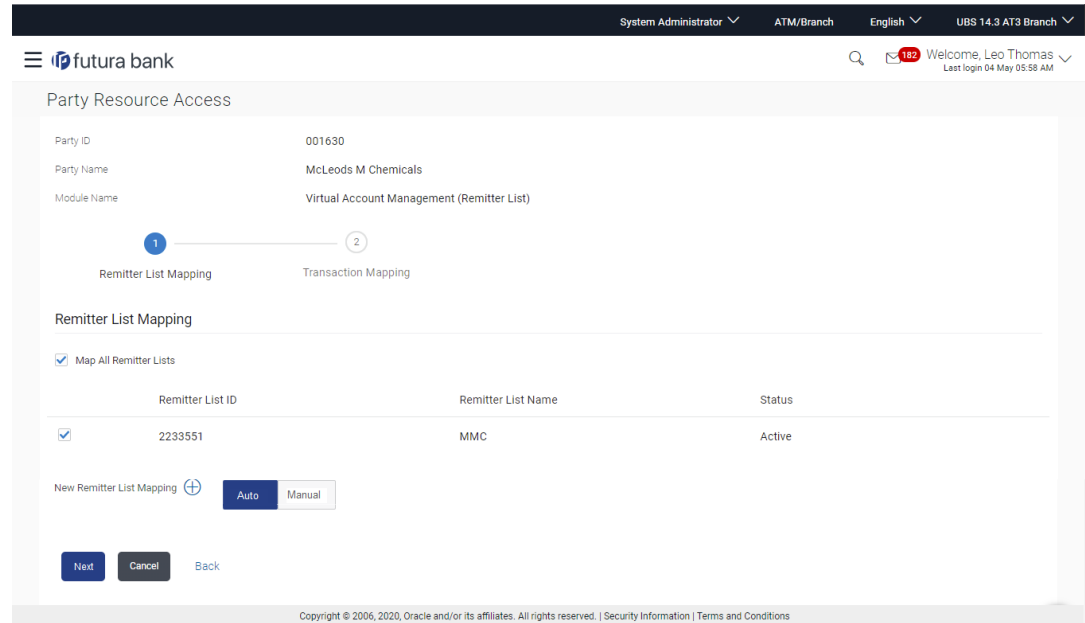 System Administrator ATM/Branch English UBS 14.3 AT3 Branch
futura bank 182 Welcome, Leo Thomas
Last login 04 May 05:58 AM
Party Resource Access
Party ID 001630
Party Name McLeods M Chemicals
Module Name Virtual Account Management (Remitter List)
1 2
Remitter List Mapping Transaction Mapping
Remitter List Mapping
Map All Remitter Lists
Remitter List ID Remitter List Name Status
2233551 MMC Active
New Remitter List Mapping Auto Manual
Next Cancel Back
Copyright © 2006, 2020, Oracle and/or its affiliates. All rights reserved. | Security Information | Terms and Conditions